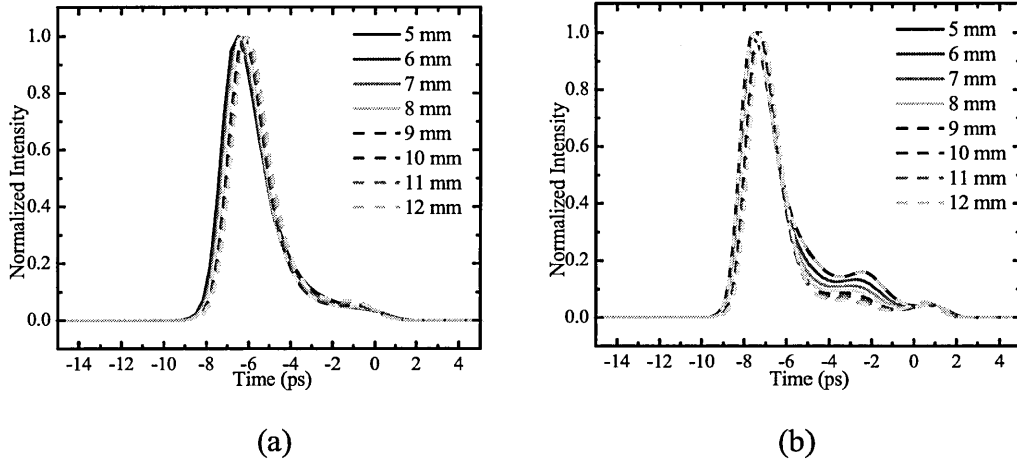 1.0
0.8
0.6
0.4
0.2
0.0
Normalized Intensity
5 mm
6 mm
7 mm
8 mm
9 mm
10 mm
11 mm
12 mm
-14 -12 -10 -8 -6 -4 -2 0 2 4
Time (ps)
(a)
1.0
0.8
0.6
0.4
0.2
0.0
Normalized Intensity
5 mm
6 mm
7 mm
8 mm
9 mm
10 mm
11 mm
12 mm
-14 -12 -10 -8 -6 -4 -2 0 2 4
Time (ps)
(b)